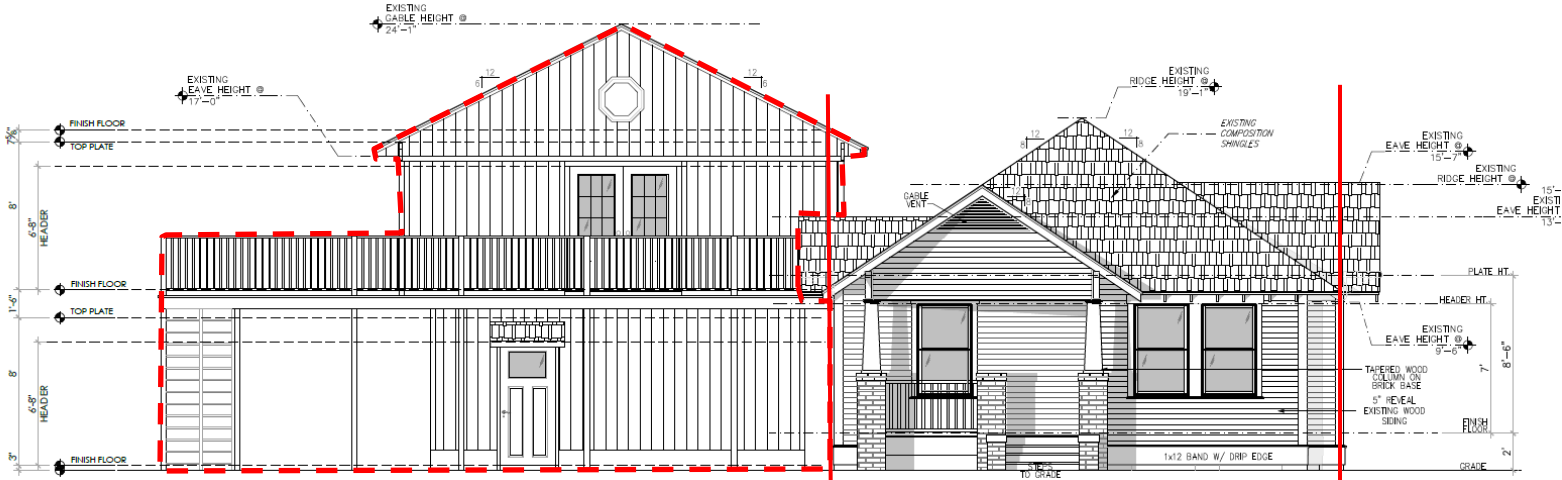 EXISTING
GABLE HEIGHT @
24'-1"
EXISTING
EAVE HEIGHT @
17'-0"
12
6
12
6
EXISTING
RIDGE HEIGHT @
19'-1"
EXISTING
COMPOSITION
SHINGLES
12
8
12
8
12
8
EXISTING
EAVE HEIGHT @
15'-7"
EXISTING
RIDGE HEIGHT @
15'-
EXISTI
EAVE HEIGHT
13'-
GABLE
VENT
FINISH FLOOR
TOP PLATE
8'
6'-8"
HEADER
FINISH FLOOR
1'-6"
TOP PLATE
8'
6'-8"
HEADER
3"
FINISH FLOOR
PLATE HT.
HEADER HT.
EXISTING
EAVE HEIGHT @
9'-6"
7'
8'-6"
TAPERED WOOD
COLUMN ON
BRICK BASE
5" REVEAL
EXISTING WOOD
SIDING
FINISH
FLOOR
2'
1x12 BAND W/ DRIP EDGE
GRADE
STEPS
TO GRADE